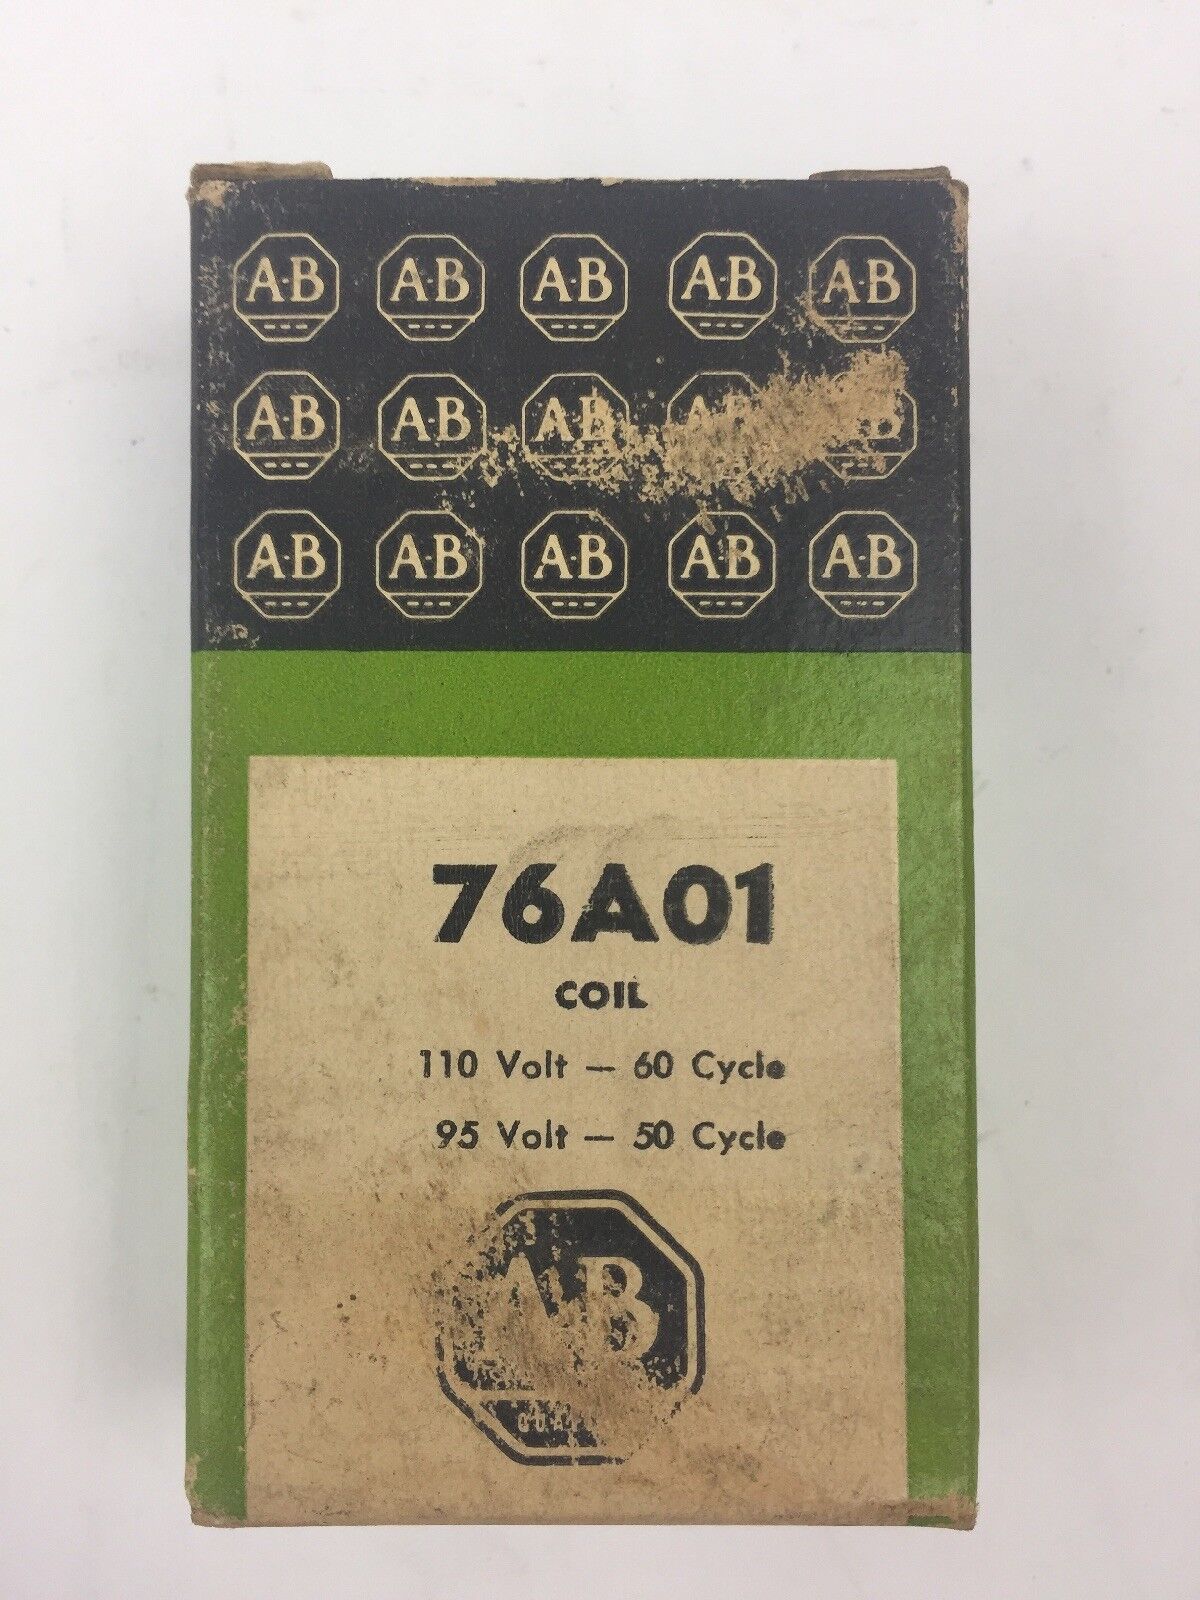 A-B A-B A-B A-B A-B
A-B A-B A-B
A-B A-B A-B A-B A-B
76A01
COIL
110 Volt — 60 Cycle
95 Volt — 50 Cycle
A-B